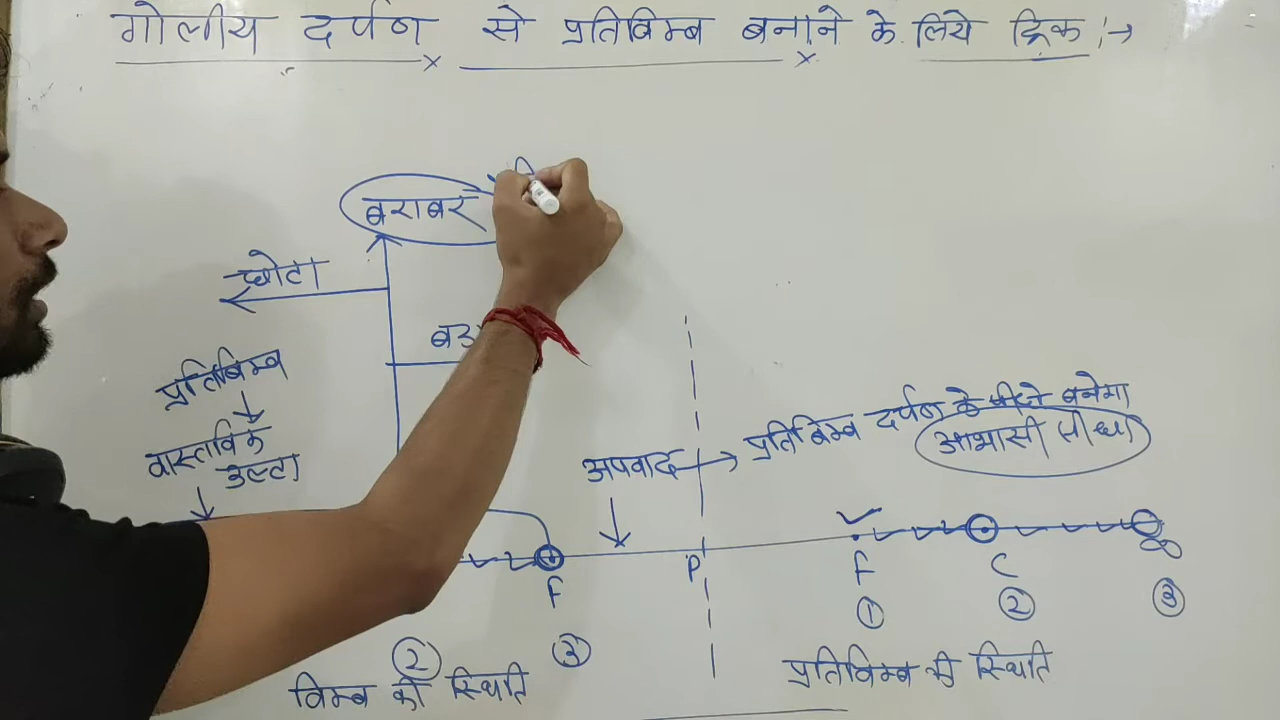 गोलीय दर्पण से प्रतिबिम्ब बनाने के लिये ट्रिक :→
बराबर
छोटा
प्रतिबिम्ब
वास्तविक
उल्टा
अपवाद → प्रतिबिम्ब दर्पण के पीछे बनेगा
आभासी सीधा
F P F C ∞
② ③ ① ② ③
बिम्ब की स्थिति
प्रतिबिम्ब की स्थिति